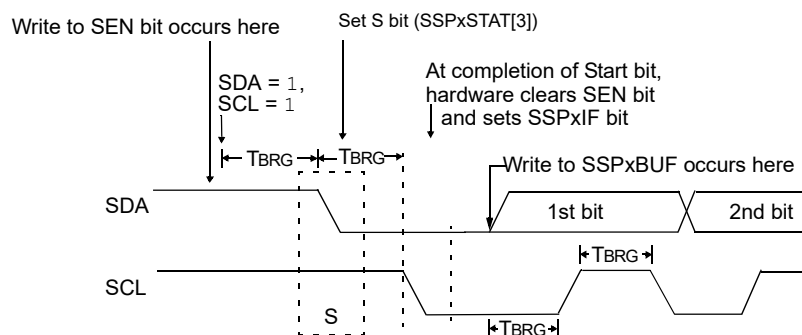 Write to SEN bit occurs here
Set S bit (SSPxSTAT[3])
SDA = 1,
SCL = 1
At completion of Start bit,
hardware clears SEN bit
and sets SSPxIF bit
TBRG
TBRG
Write to SSPxBUF occurs here
SDA
1st bit
2nd bit
TBRG
SCL
S
TBRG